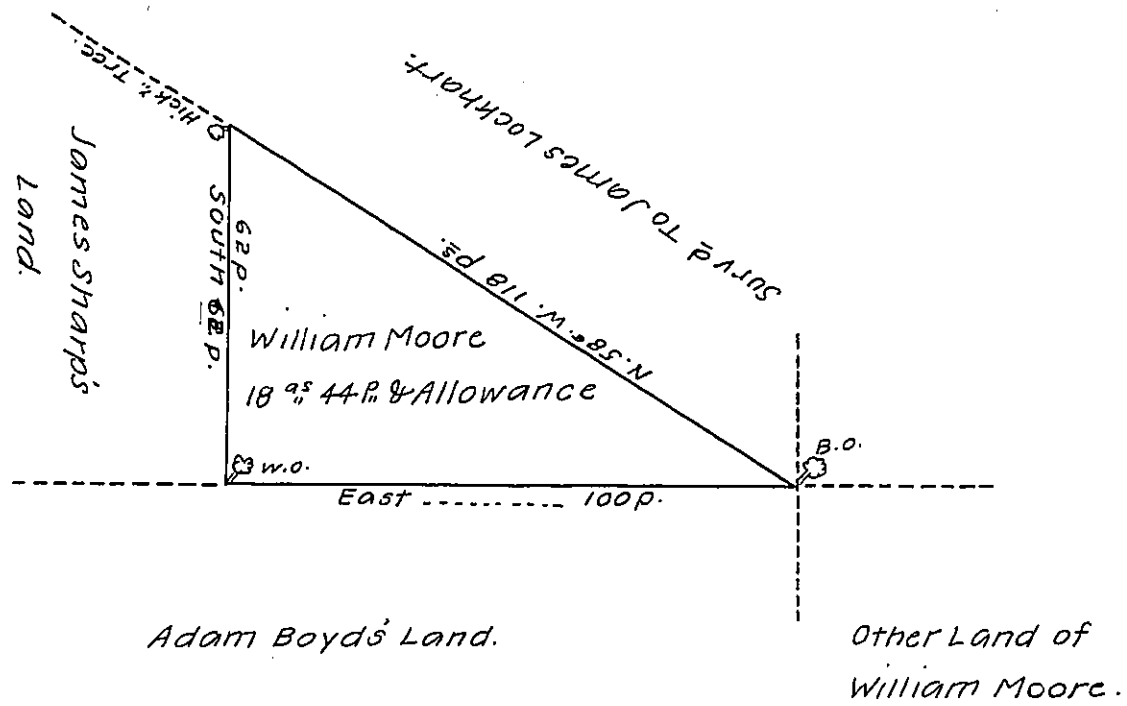 Hick.y Tree.
Survd To James Lockhart.
James Sharp's
Land.
62 p.
South 62 p.
N. 58° W. 118 ps.
William Moore
18 as 44 P. & Allowance
W.O.
B.O.
East ........... 100 p.
Adam Boyd's Land.
Other Land of
William Moore.